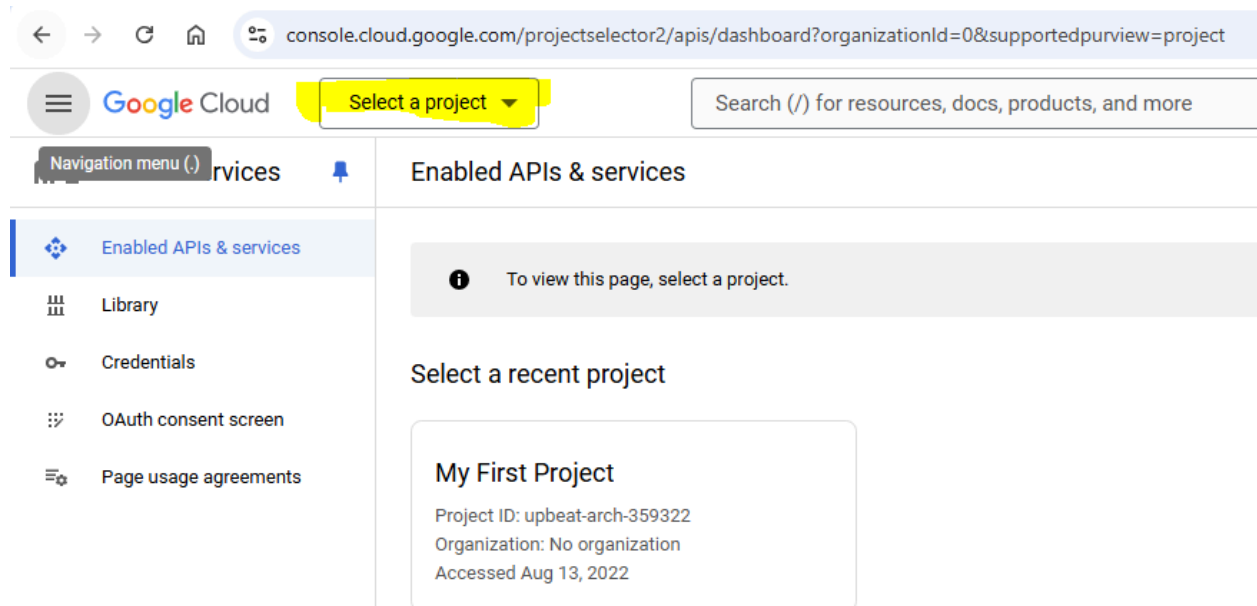 console.cloud.google.com/projectselector2/apis/dashboard?organizationId=0&supportedpurview=project
Google Cloud
Select a project
Search (/) for resources, docs, products, and more
Navigation menu (.)
rvices
Enabled APIs & services
Enabled APIs & services
To view this page, select a project.
Library
Credentials
Select a recent project
OAuth consent screen
Page usage agreements
My First Project
Project ID: upbeat-arch-359322
Organization: No organization
Accessed Aug 13, 2022